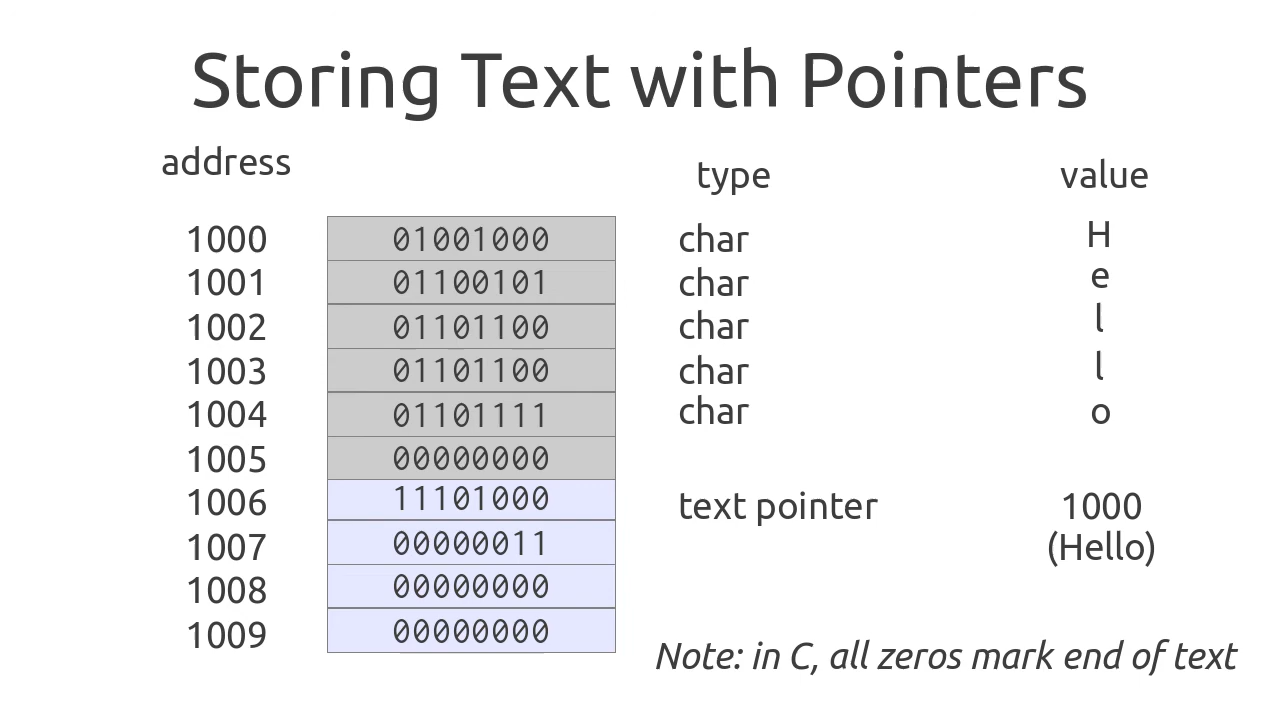 Storing Text with Pointers
address type value
1000 01001000 char H
1001 01100101 char e
1002 01101100 char l
1003 01101100 char l
1004 01101111 char o
1005 00000000
1006 11101000 text pointer 1000
1007 00000011 (Hello)
1008 00000000
1009 00000000
Note: in C, all zeros mark end of text